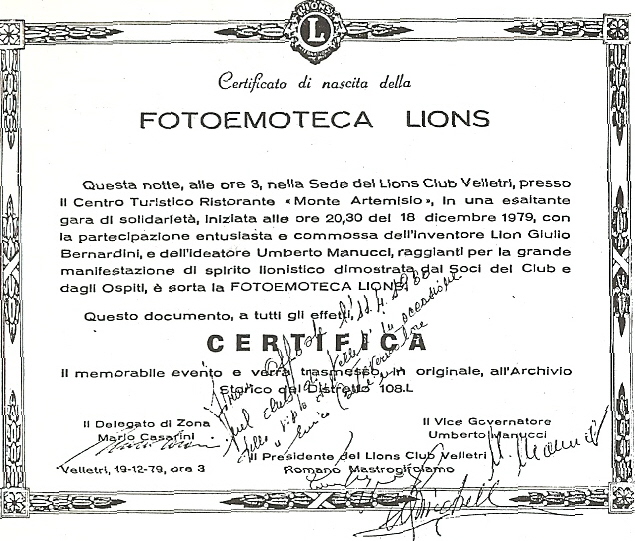 LIONS
L
Certificato di nascita della
FOTOEMOTECA LIONS
Questa notte, alle ore 3, nella Sede del Lions Club Velletri, presso
il Centro Turistico Ristorante «Monte Artemisio», in una esaltante
gara di solidarietà, iniziata alle ore 20,30 del 18 dicembre 1979, con
la partecipazione entusiasta e commossa dell'inventore Lion Giulio
Bernardini, e dell'ideatore Umberto Manucci, raggianti per la grande
manifestazione di spirito lionistico dimostrata dai Soci del Club e
dagli Ospiti, è sorta la FOTOEMOTECA LIONS.
Questo documento, a tutti gli effetti,
CERTIFICA
il memorabile evento e verrà trasmesso, in originale, all'Archivio
Storico del Distretto 108.L
Il Delegato di Zona
Mario Casarini
Il Vice Governatore
Umberto Manucci
Il Presidente del Lions Club Velletri
Romano Mastrogirolamo
Velletri, 19-12-79, ore 3